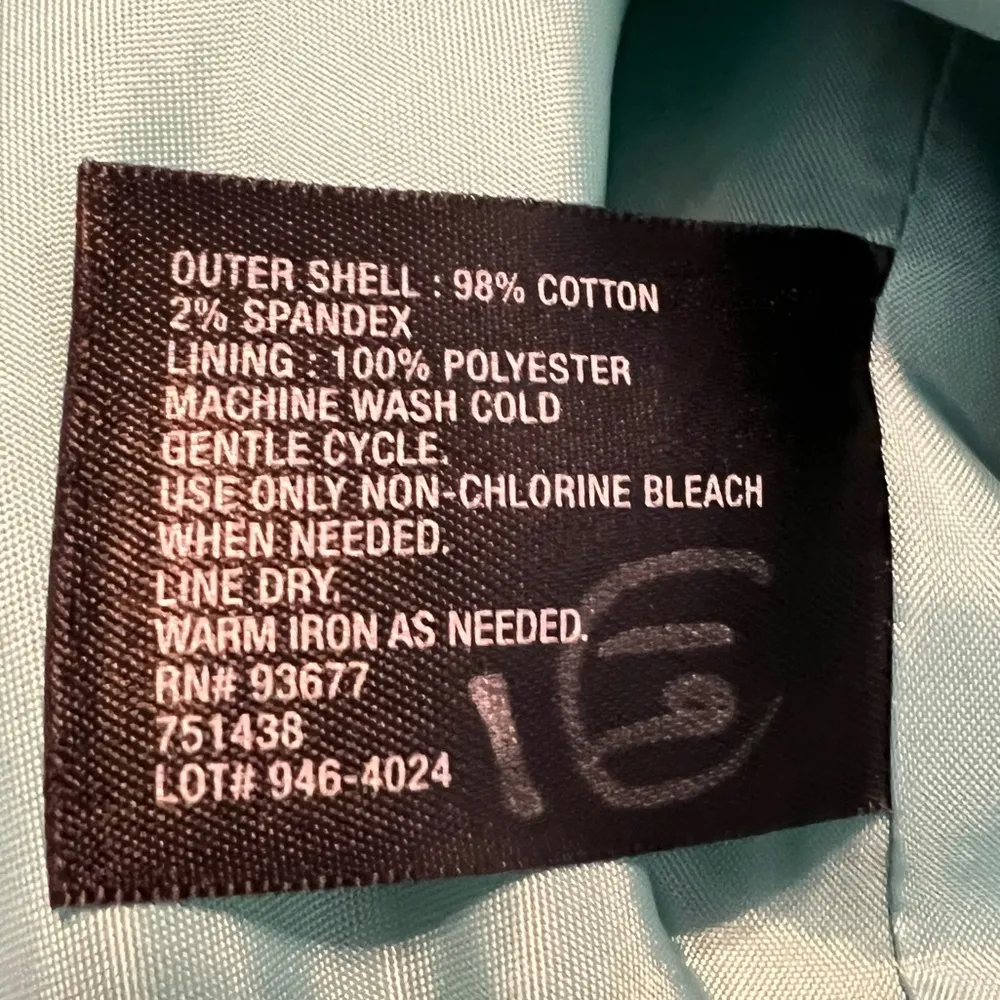 OUTER SHELL : 98% COTTON
2% SPANDEX
LINING : 100% POLYESTER
MACHINE WASH COLD
GENTLE CYCLE.
USE ONLY NON-CHLORINE BLEACH
WHEN NEEDED.
LINE DRY.
WARM IRON AS NEEDED.
RN# 93677
751438
LOT# 946-4024